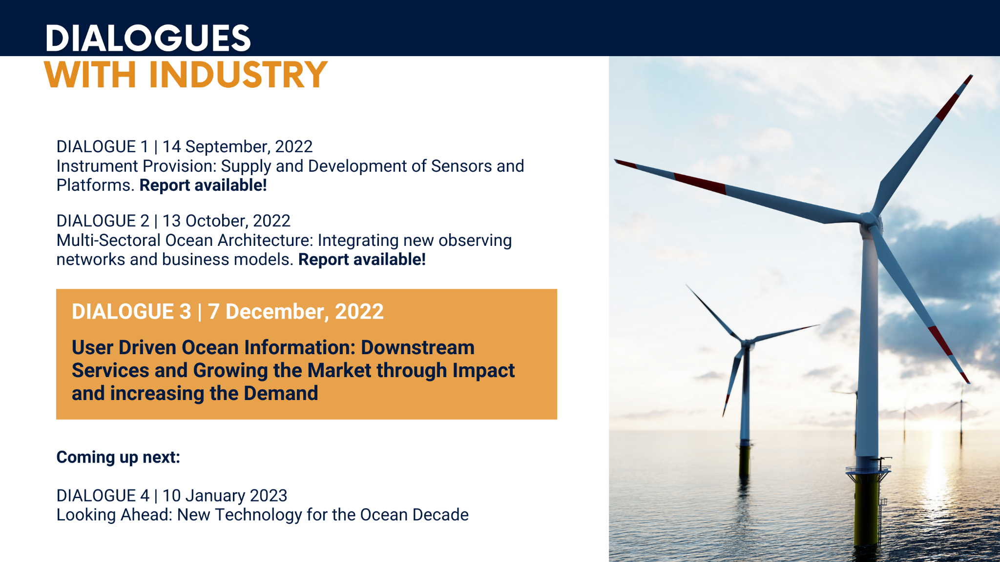 DIALOGUES
WITH INDUSTRY
DIALOGUE 1 | 14 September, 2022
Instrument Provision: Supply and Development of Sensors and
Platforms. Report available!
DIALOGUE 2 | 13 October, 2022
Multi-Sectoral Ocean Architecture: Integrating new observing
networks and business models. Report available!
DIALOGUE 3 | 7 December, 2022
User Driven Ocean Information: Downstream
Services and Growing the Market through Impact
and increasing the Demand
Coming up next:
DIALOGUE 4 | 10 January 2023
Looking Ahead: New Technology for the Ocean Decade